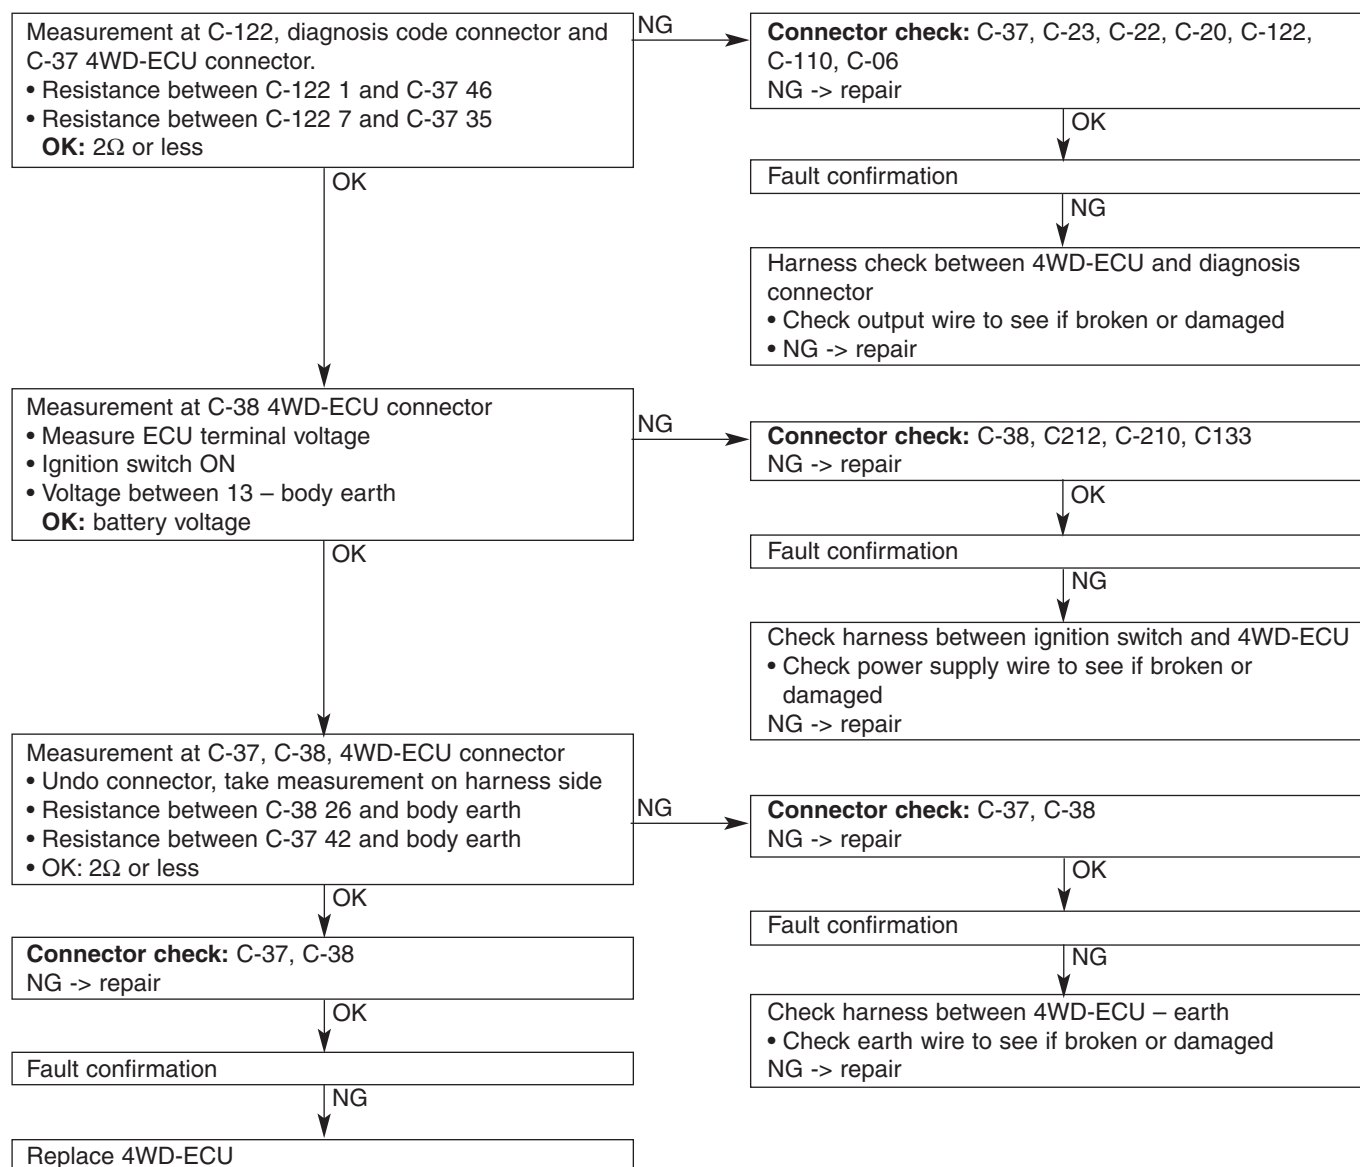 Measurement at C-122, diagnosis code connector and
C-37 4WD-ECU connector.
• Resistance between C-122 1 and C-37 46
• Resistance between C-122 7 and C-37 35
OK: 2Ω or less
NG
Connector check: C-37, C-23, C-22, C-20, C-122,
C-110, C-06
NG -> repair
OK
Fault confirmation
NG
Harness check between 4WD-ECU and diagnosis
connector
• Check output wire to see if broken or damaged
• NG -> repair
OK
Measurement at C-38 4WD-ECU connector
• Measure ECU terminal voltage
• Ignition switch ON
• Voltage between 13 – body earth
OK: battery voltage
NG
Connector check: C-38, C212, C-210, C133
NG -> repair
OK
Fault confirmation
NG
Check harness between ignition switch and 4WD-ECU
• Check power supply wire to see if broken or
damaged
NG -> repair
OK
Measurement at C-37, C-38, 4WD-ECU connector
• Undo connector, take measurement on harness side
• Resistance between C-38 26 and body earth
• Resistance between C-37 42 and body earth
• OK: 2Ω or less
NG
Connector check: C-37, C-38
NG -> repair
OK
Fault confirmation
NG
Check harness between 4WD-ECU – earth
• Check earth wire to see if broken or damaged
NG -> repair
OK
Connector check: C-37, C-38
NG -> repair
OK
Fault confirmation
NG
Replace 4WD-ECU